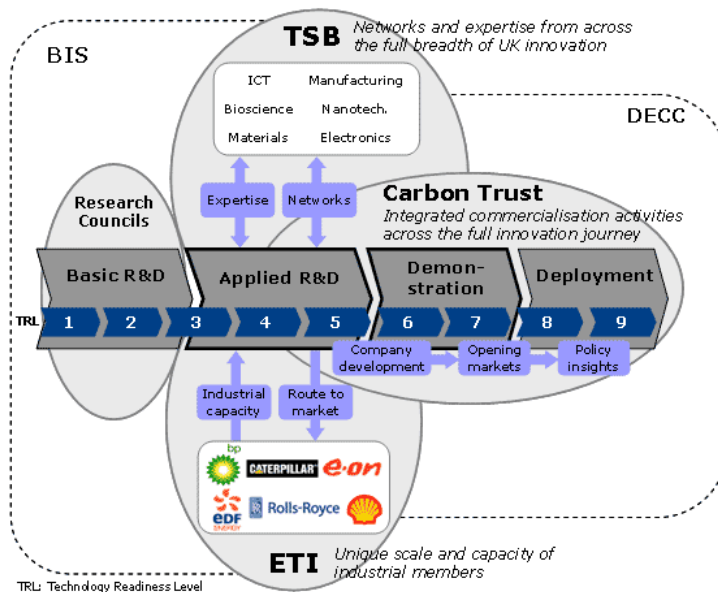 TSB
Networks and expertise from across
the full breadth of UK innovation
BIS
ICT
Manufacturing
Bioscience
Nanotech.
Materials
Electronics
DECC
Research
Councils
Expertise
Networks
Carbon Trust
Integrated commercialisation activities
across the full innovation journey
Basic R&D
Applied R&D
Demon-
stration
Deployment
TRL
1
2
3
4
5
6
7
8
9
Company
development
Opening
markets
Policy
insights
Industrial
capacity
Route to
market
bp
CATERPILLAR
e·on
eDF
ENERGY
RR
Rolls-Royce
ETI
Unique scale and capacity of
industrial members
TRL: Technology Readiness Level